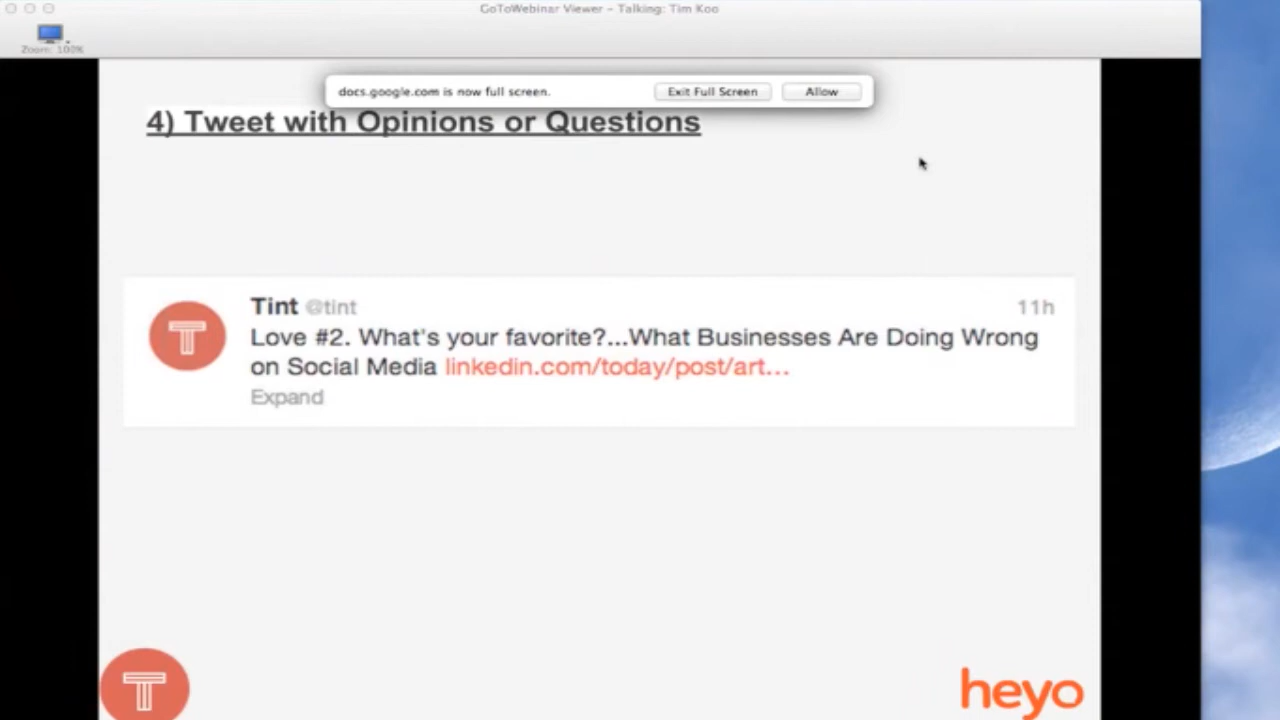 GoToWebinar Viewer – Talking: Tim Koo
Zoom: 100%
docs.google.com is now full screen.
Exit Full Screen
Allow
4) Tweet with Opinions or Questions
Tint @tint
11h
Love #2. What's your favorite?...What Businesses Are Doing Wrong
on Social Media linkedin.com/today/post/art...
Expand
heyo